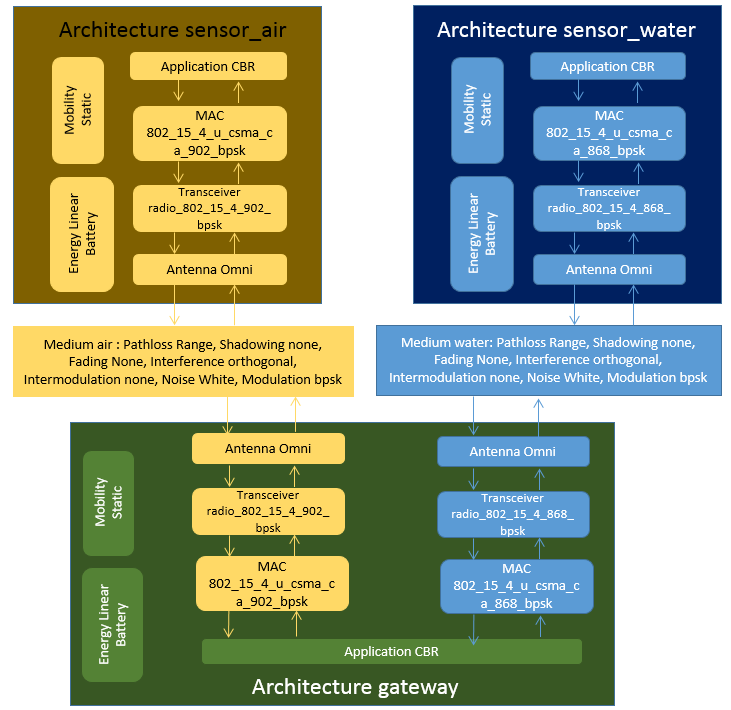 Architecture sensor_air
Application CBR
Mobility
Static
MAC
802_15_4_u_csma_c
a_902_bpsk
Energy Linear
Battery
Transceiver
radio_802_15_4_902_
bpsk
Antenna Omni
Architecture sensor_water
Application CBR
Mobility
Static
MAC
802_15_4_u_csma_c
a_868_bpsk
Energy Linear
Battery
Transceiver
radio_802_15_4_868_
bpsk
Antenna Omni
Medium air : Pathloss Range, Shadowing none,
Fading None, Interference orthogonal,
Intermodulation none, Noise White, Modulation bpsk
Medium water: Pathloss Range, Shadowing none,
Fading None, Interference orthogonal,
Intermodulation none, Noise White, Modulation bpsk
Mobility
Static
Energy Linear
Battery
Antenna Omni
Transceiver
radio_802_15_4_902_
bpsk
MAC
802_15_4_u_csma_c
a_902_bpsk
Antenna Omni
Transceiver
radio_802_15_4_868_
bpsk
MAC
802_15_4_u_csma_c
a_868_bpsk
Application CBR
Architecture gateway